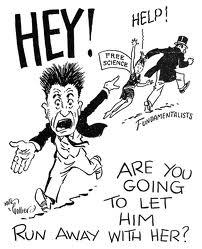 HEY!
HELP!
FREE
SCIENCE
FUNDAMENTALISTS
ARE YOU
GOING
TO LET
HIM
RUN AWAY WITH HER?